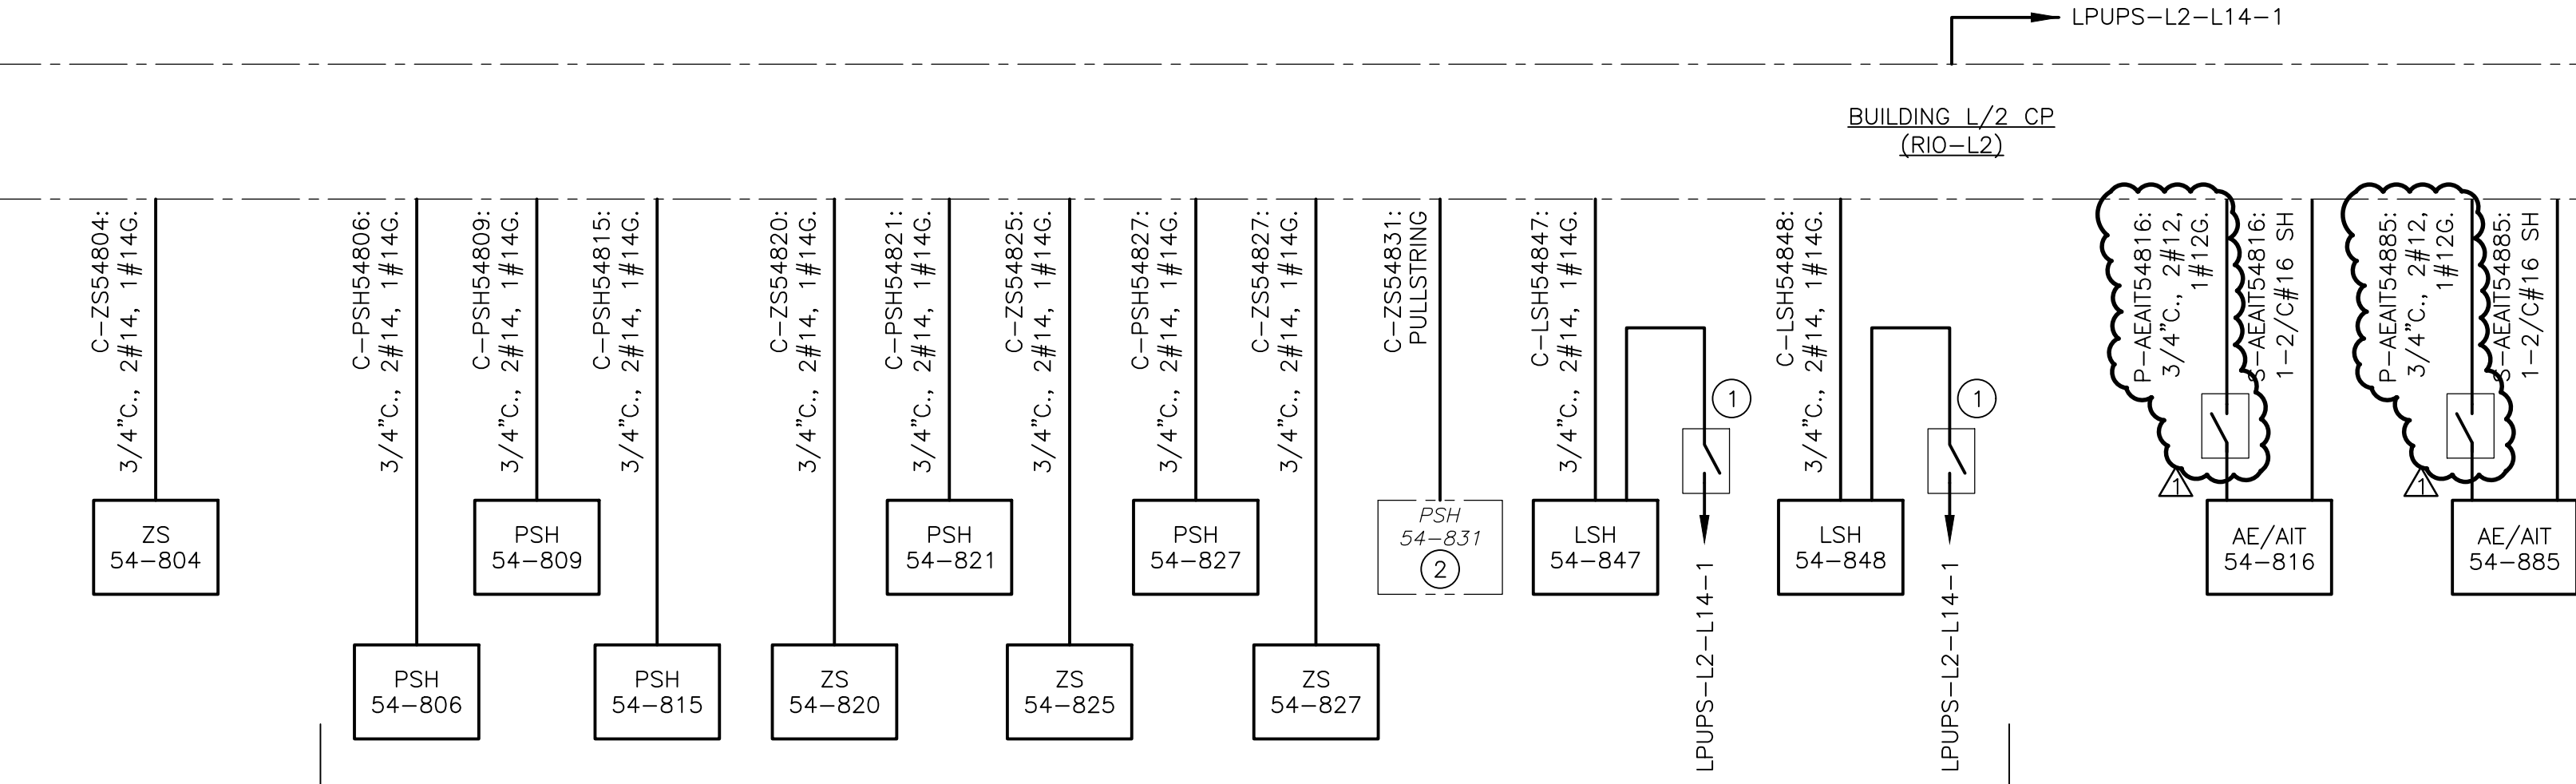 LPUPS-L2-L14-1
BUILDING L/2 CP
(RIO-L2)
C-ZS54804:
3/4"C., 2#14, 1#14G.
C-PSH54806:
3/4"C., 2#14, 1#14G.
C-PSH54809:
3/4"C., 2#14, 1#14G.
C-PSH54815:
3/4"C., 2#14, 1#14G.
C-ZS54820:
3/4"C., 2#14, 1#14G.
C-PSH54821:
3/4"C., 2#14, 1#14G.
C-ZS54825:
3/4"C., 2#14, 1#14G.
C-PSH54827:
3/4"C., 2#14, 1#14G.
C-ZS54827:
3/4"C., 2#14, 1#14G.
C-ZS54831:
PULLSTRING
C-LSH54847:
3/4"C., 2#14, 1#14G.
1
C-LSH54848:
3/4"C., 2#14, 1#14G.
1
P-AEAIT54816:
3/4"C., 2#12,
1#12G.
S-AEAIT54816:
1-2/C#16 SH
P-AEAIT54885:
3/4"C., 2#12,
1#12G.
S-AEAIT54885:
1-2/C#16 SH
1
1
ZS
54-804
PSH
54-809
PSH
54-821
PSH
54-827
PSH
54-831
2
LSH
54-847
LPUPS-L2-L14-1
LSH
54-848
LPUPS-L2-L14-1
AE/AIT
54-816
AE/AIT
54-885
PSH
54-806
PSH
54-815
ZS
54-820
ZS
54-825
ZS
54-827